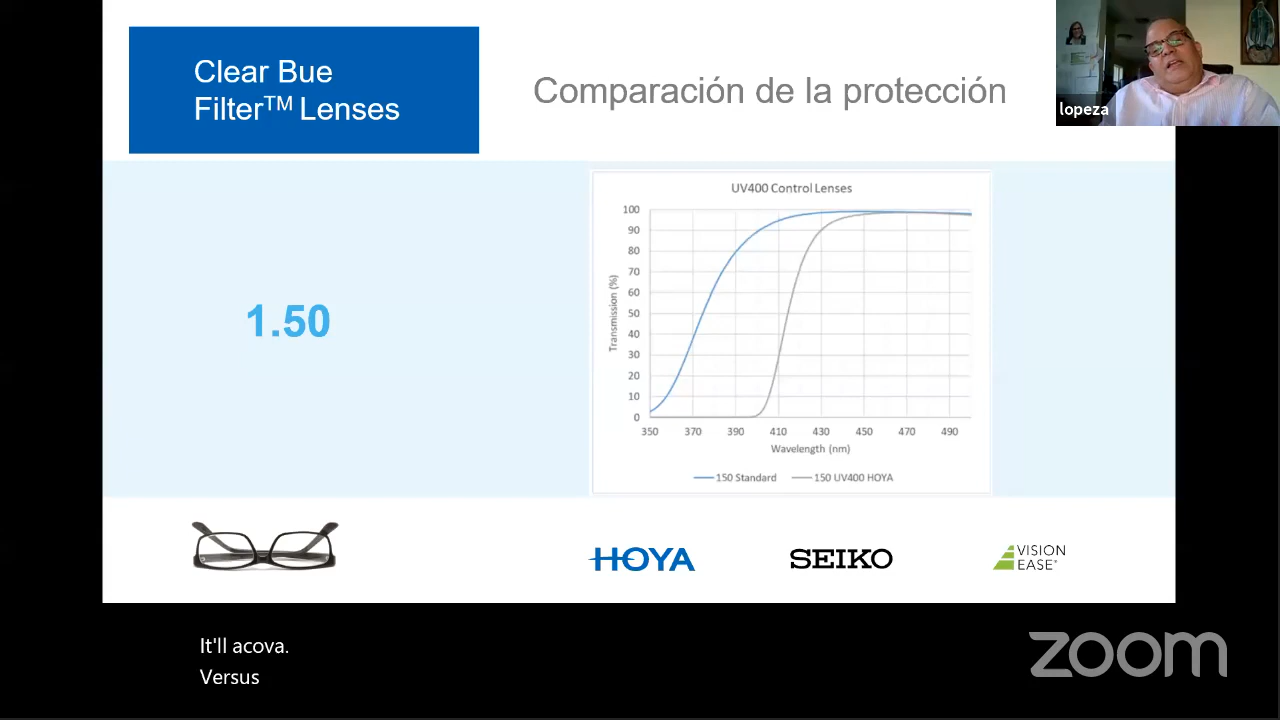 Clear Bue
Filter™ Lenses
Comparación de la protección
lopeza
1.50
UV400 Control Lenses
100
90
80
70
60
50
40
30
20
10
0
Transmission (%)
350 370 390 410 430 450 470 490
Wavelength (nm)
150 Standard 150 UV400 HOYA
HOYA
SEIKO
VISION
EASE
It'll acova.
Versus
zoom